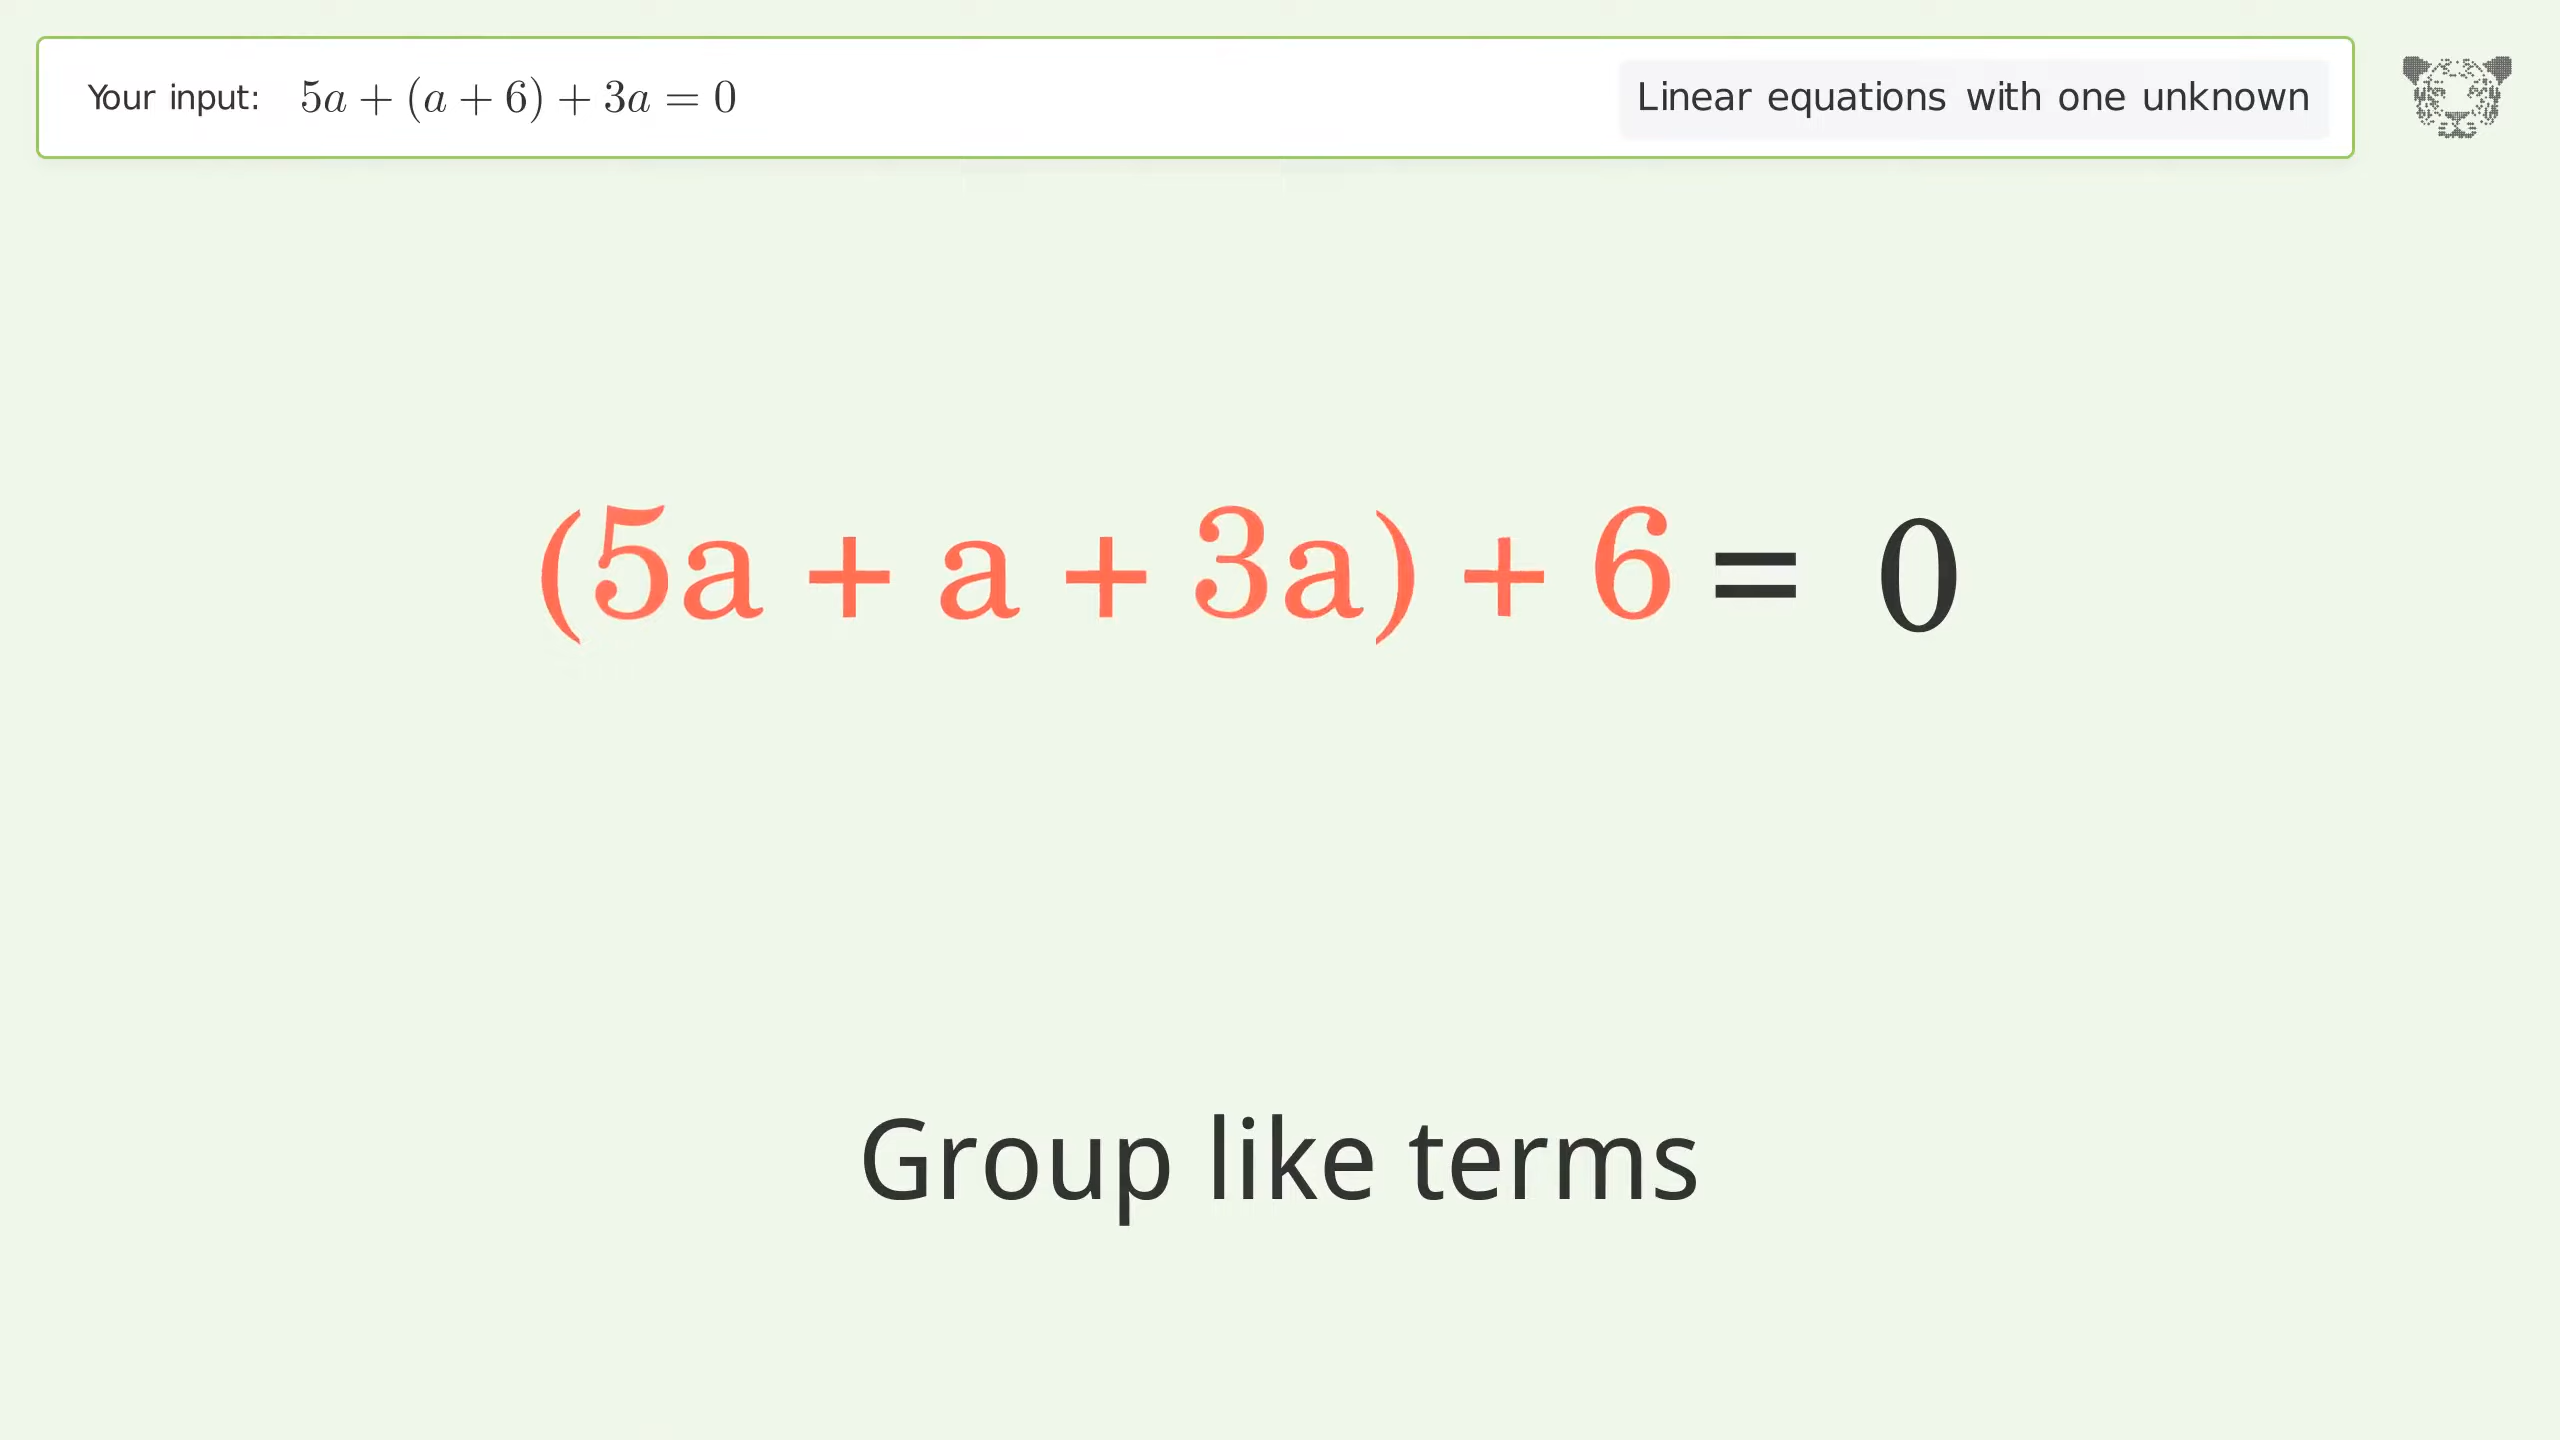 Your input: 5a + (a + 6) + 3a = 0
Linear equations with one unknown
(5a + a + 3a) + 6 = 0
Group like terms